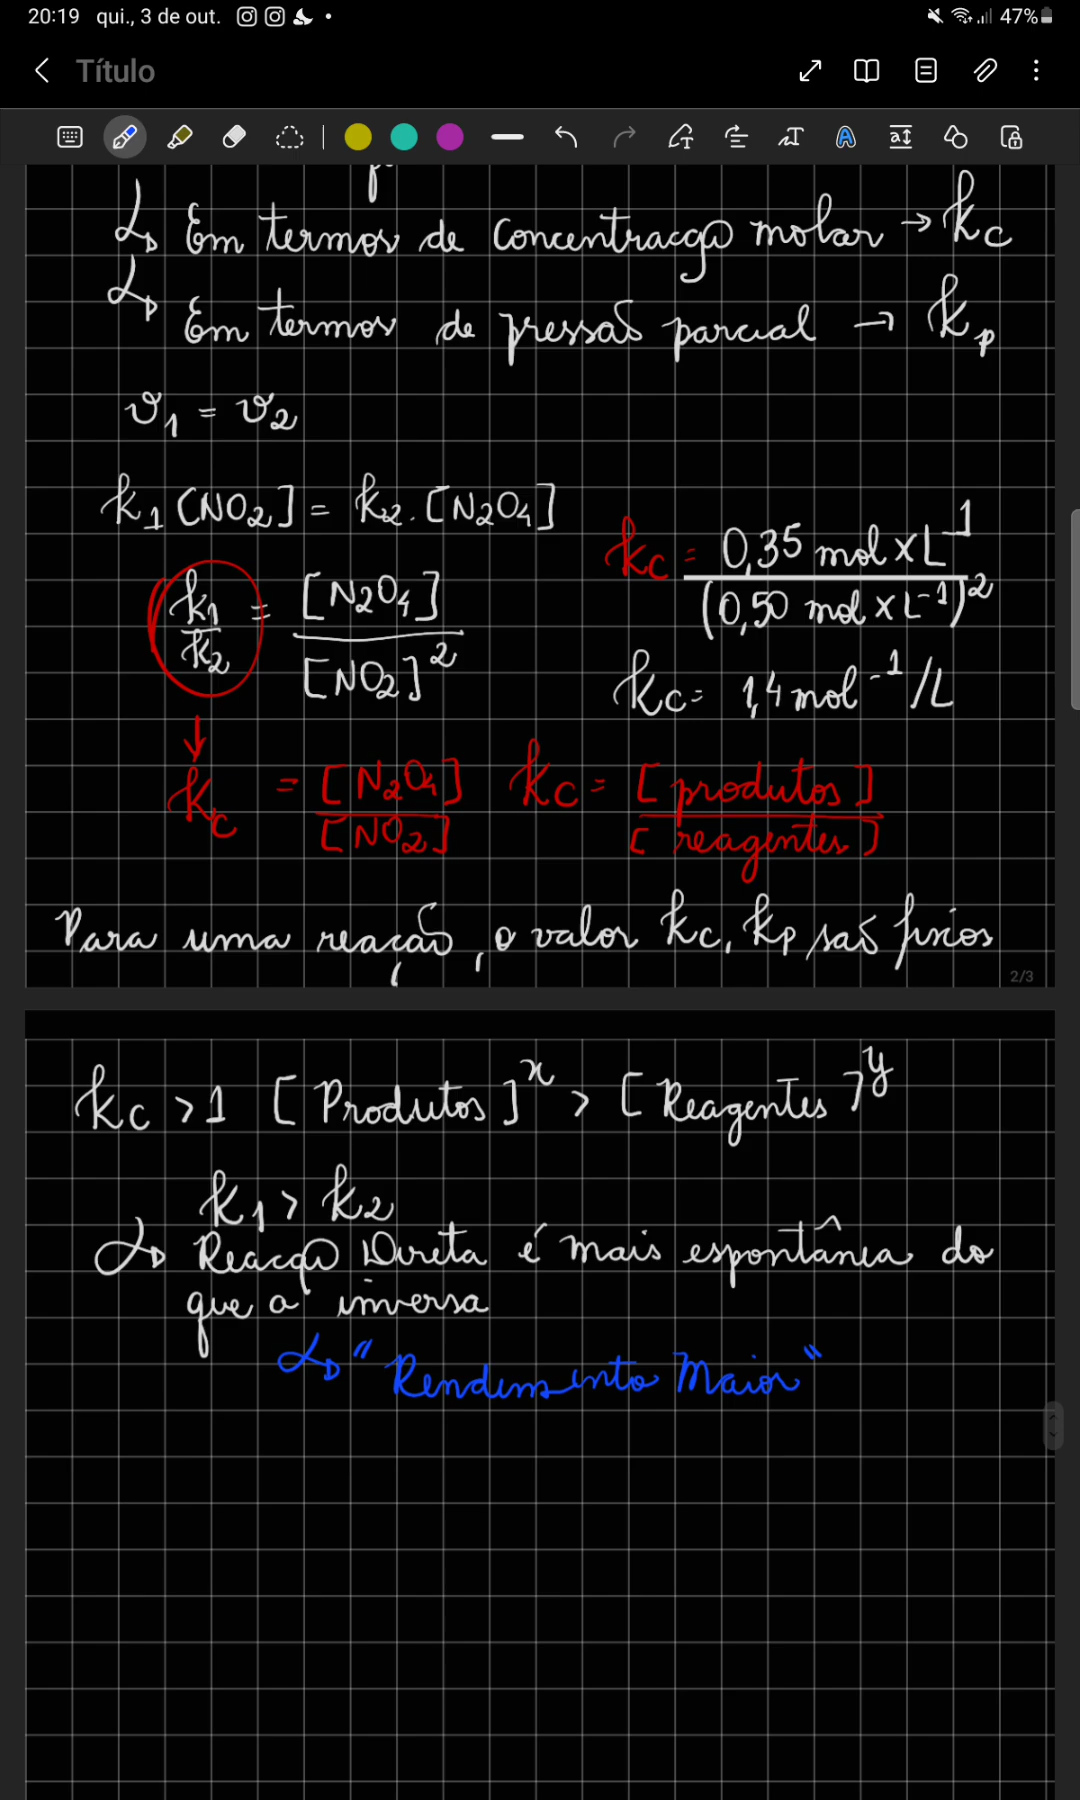 20:19 qui., 3 de out. 47%
Título
Em termos de Concentração molar → kc
Em termos de pressão parcial → kp
v1 = v2
k1 [NO2] = k2. [N2O4]
k1/k2 = [N2O4] / [NO2]²
kc = 0,35 mol x L⁻¹ / (0,50 mol x L⁻¹)²
kc = 1,4 mol⁻¹/L
kc = [N2O4] / [NO2]
kc = [produtos] / [reagentes]
Para uma reação, o valor kc, kp são fixos
2/3
kc > 1 [Produtos]ˣ > [Reagentes]ʸ
k1 > k2
Reação Direta é mais espontânea do
que a inversa
"Rendimento Maior"